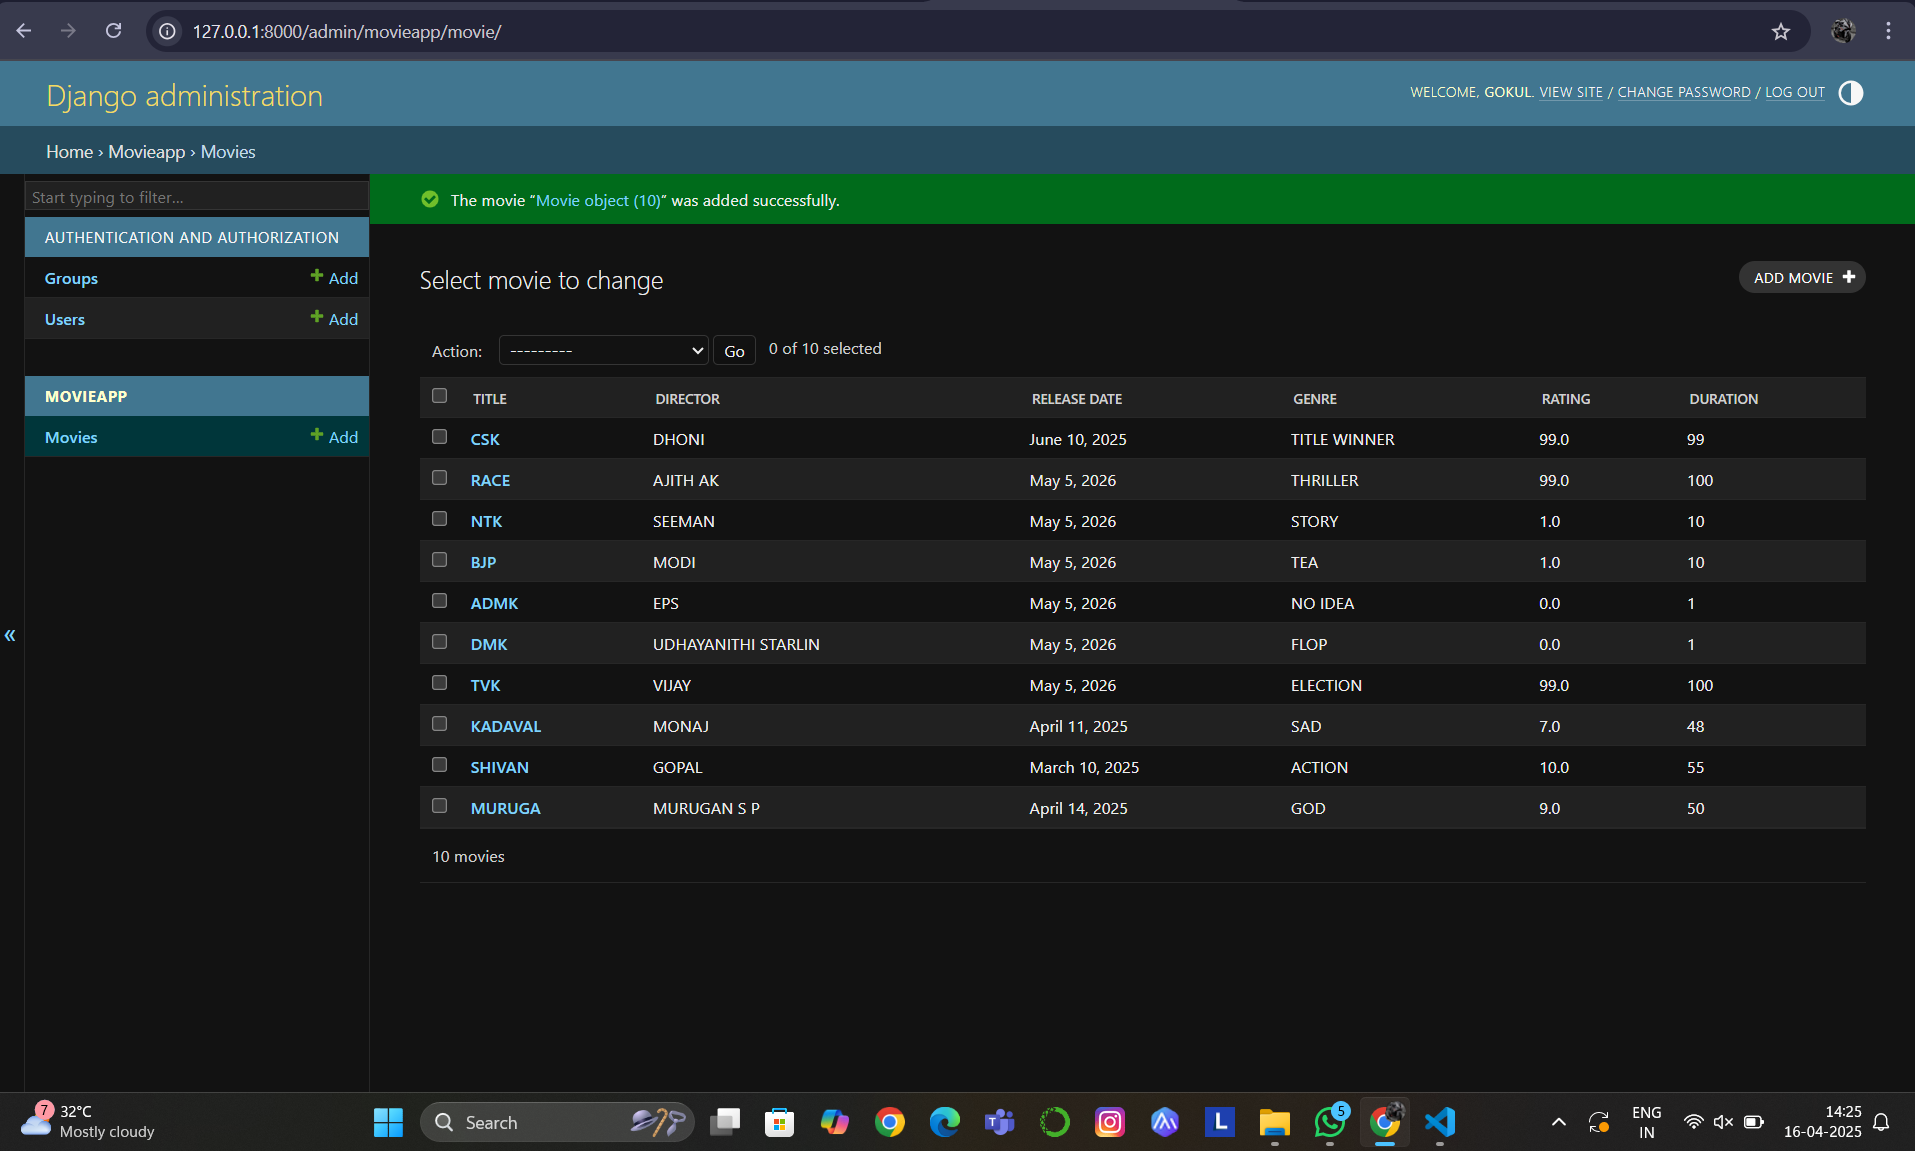 127.0.0.1:8000/admin/movieapp/movie/
Django administration
WELCOME, GOKUL. VIEW SITE / CHANGE PASSWORD / LOG OUT
Home › Movieapp › Movies
Start typing to filter...
AUTHENTICATION AND AUTHORIZATION
Groups + Add
Users + Add
MOVIEAPP
Movies + Add
«
The movie “Movie object (10)” was added successfully.
Select movie to change
ADD MOVIE +
Action: --------- Go 0 of 10 selected
TITLE DIRECTOR RELEASE DATE GENRE RATING DURATION
CSK DHONI June 10, 2025 TITLE WINNER 99.0 99
RACE AJITH AK May 5, 2026 THRILLER 99.0 100
NTK SEEMAN May 5, 2026 STORY 1.0 10
BJP MODI May 5, 2026 TEA 1.0 10
ADMK EPS May 5, 2026 NO IDEA 0.0 1
DMK UDHAYANITHI STARLIN May 5, 2026 FLOP 0.0 1
TVK VIJAY May 5, 2026 ELECTION 99.0 100
KADAVAL MONAJ April 11, 2025 SAD 7.0 48
SHIVAN GOPAL March 10, 2025 ACTION 10.0 55
MURUGA MURUGAN S P April 14, 2025 GOD 9.0 50
10 movies
7
32°C
Mostly cloudy
Search
L
5
ENG
IN
14:25
16-04-2025